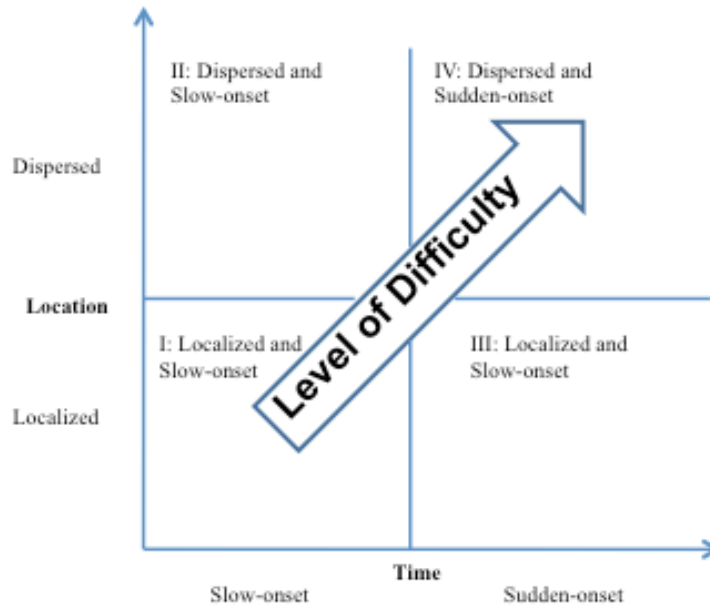 II: Dispersed and
Slow-onset
IV: Dispersed and
Sudden-onset
Dispersed
Level of Difficulty
Location
I: Localized and
Slow-onset
III: Localized and
Slow-onset
Localized
Time
Slow-onset
Sudden-onset